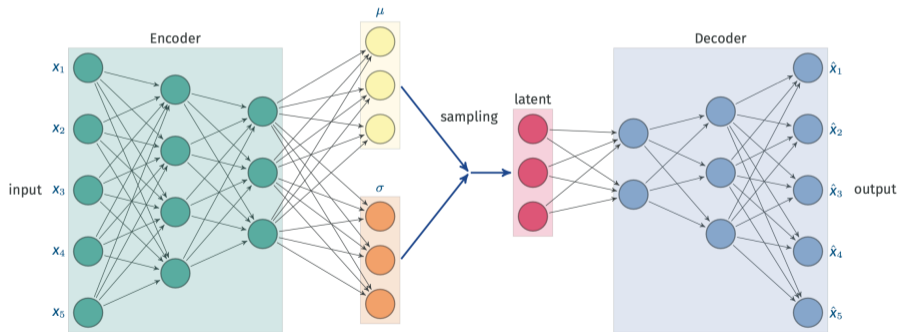 μ
Encoder
Decoder
x₁
x̂₁
latent
sampling
x₂
x̂₂
σ
input
x₃
x̂₃
output
x₄
x̂₄
x₅
x̂₅